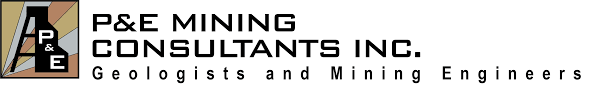 P&E
P&E MINING
CONSULTANTS INC.
Geologists and Mining Engineers